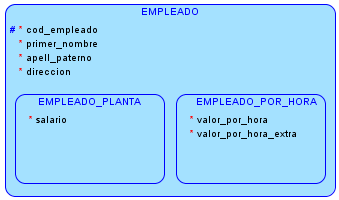 EMPLEADO
# * cod_empleado
* primer_nombre
* apell_paterno
* direccion
EMPLEADO_PLANTA
* salario
EMPLEADO_POR_HORA
* valor_por_hora
* valor_por_hora_extra